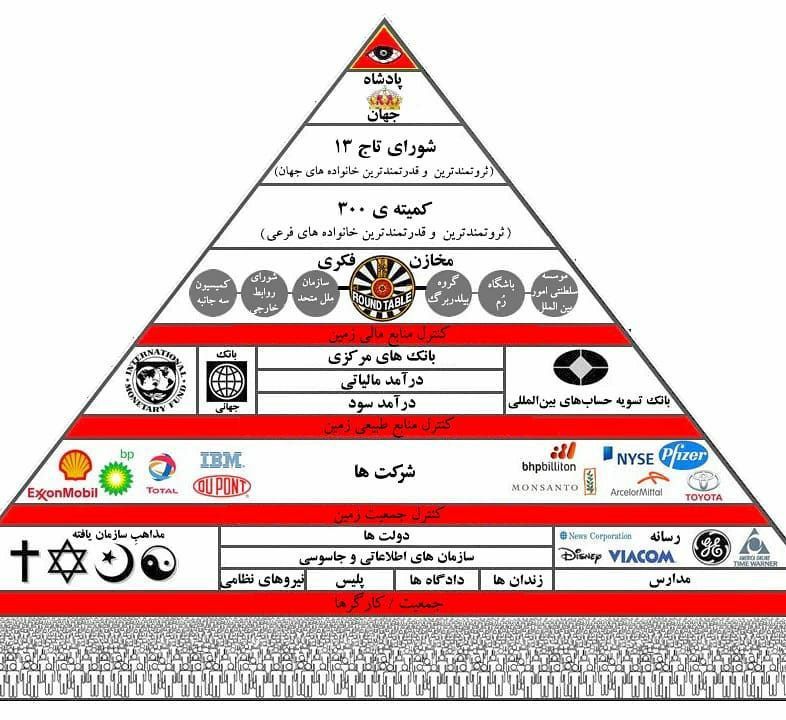 پادشاه
جهان
شورای تاج ۱۳
(ثروتمندترین و قدرتمندترین خانواده های جهان)
کمیته ی ۳۰۰
(ثروتمندترین و قدرتمندترین خانواده های فرعی)
مخازن فکری
کمیسیون
سه جانبه
شورای
روابط
خارجی
سازمان
ملل متحد
ROUND TABLE
گروه
بیلدربرگ
باشگاه
رُم
موسسه
سلطنتی امور
بین الملل
کنترل منابع مالی زمین
INTERNATIONAL
MONETARY FUND
بانک
جهانی
بانک های مرکزی
درآمد مالیاتی
درآمد سود
بانک تسویه حساب‌های بین‌المللی
کنترل منابع طبیعی زمین
ExxonMobil
bp
TOTAL
IBM
DU PONT
شرکت ها
bhpbilliton
NYSE
Pfizer
MONSANTO
ArcelorMittal
TOYOTA
کنترل جمعیت زمین
مذاهبِ سازمان یافته
دولت ها
سازمان های اطلاعاتی و جاسوسی
نیروهای نظامی
پلیس
دادگاه ها
زندان ها
رسانه
News Corporation
Disney
VIACOM
GE
AMERICA ONLINE
TIME WARNER
مدارس
جمعیت / کارگرها